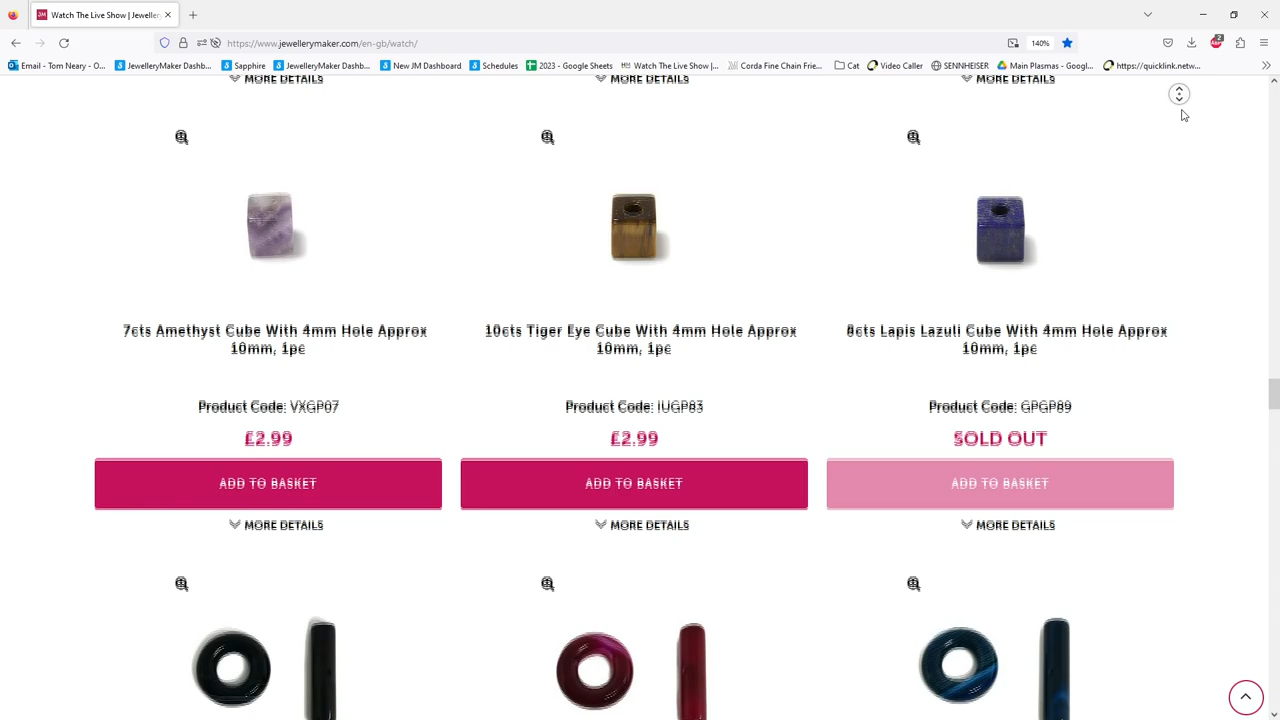 Watch The Live Show | Jeweller
https://www.jewellerymaker.com/en-gb/watch/
140%
2
Email - Tom Neary - O...
JewelleryMaker Dashb...
Sapphire
JewelleryMaker Dashb...
New JM Dashboard
Schedules
2023 - Google Sheets
Watch The Live Show |...
Corda Fine Chain Frie...
Cat
Video Caller
SENNHEISER
Main Plasmas - Googl...
https://quicklink.netw...
MORE DETAILS
MORE DETAILS
MORE DETAILS
7cts Amethyst Cube With 4mm Hole Approx
10mm, 1pc
Product Code: VXGP07
£2.99
ADD TO BASKET
MORE DETAILS
10cts Tiger Eye Cube With 4mm Hole Approx
10mm, 1pc
Product Code: IUGP83
£2.99
ADD TO BASKET
MORE DETAILS
8cts Lapis Lazuli Cube With 4mm Hole Approx
10mm, 1pc
Product Code: GPGP89
SOLD OUT
ADD TO BASKET
MORE DETAILS